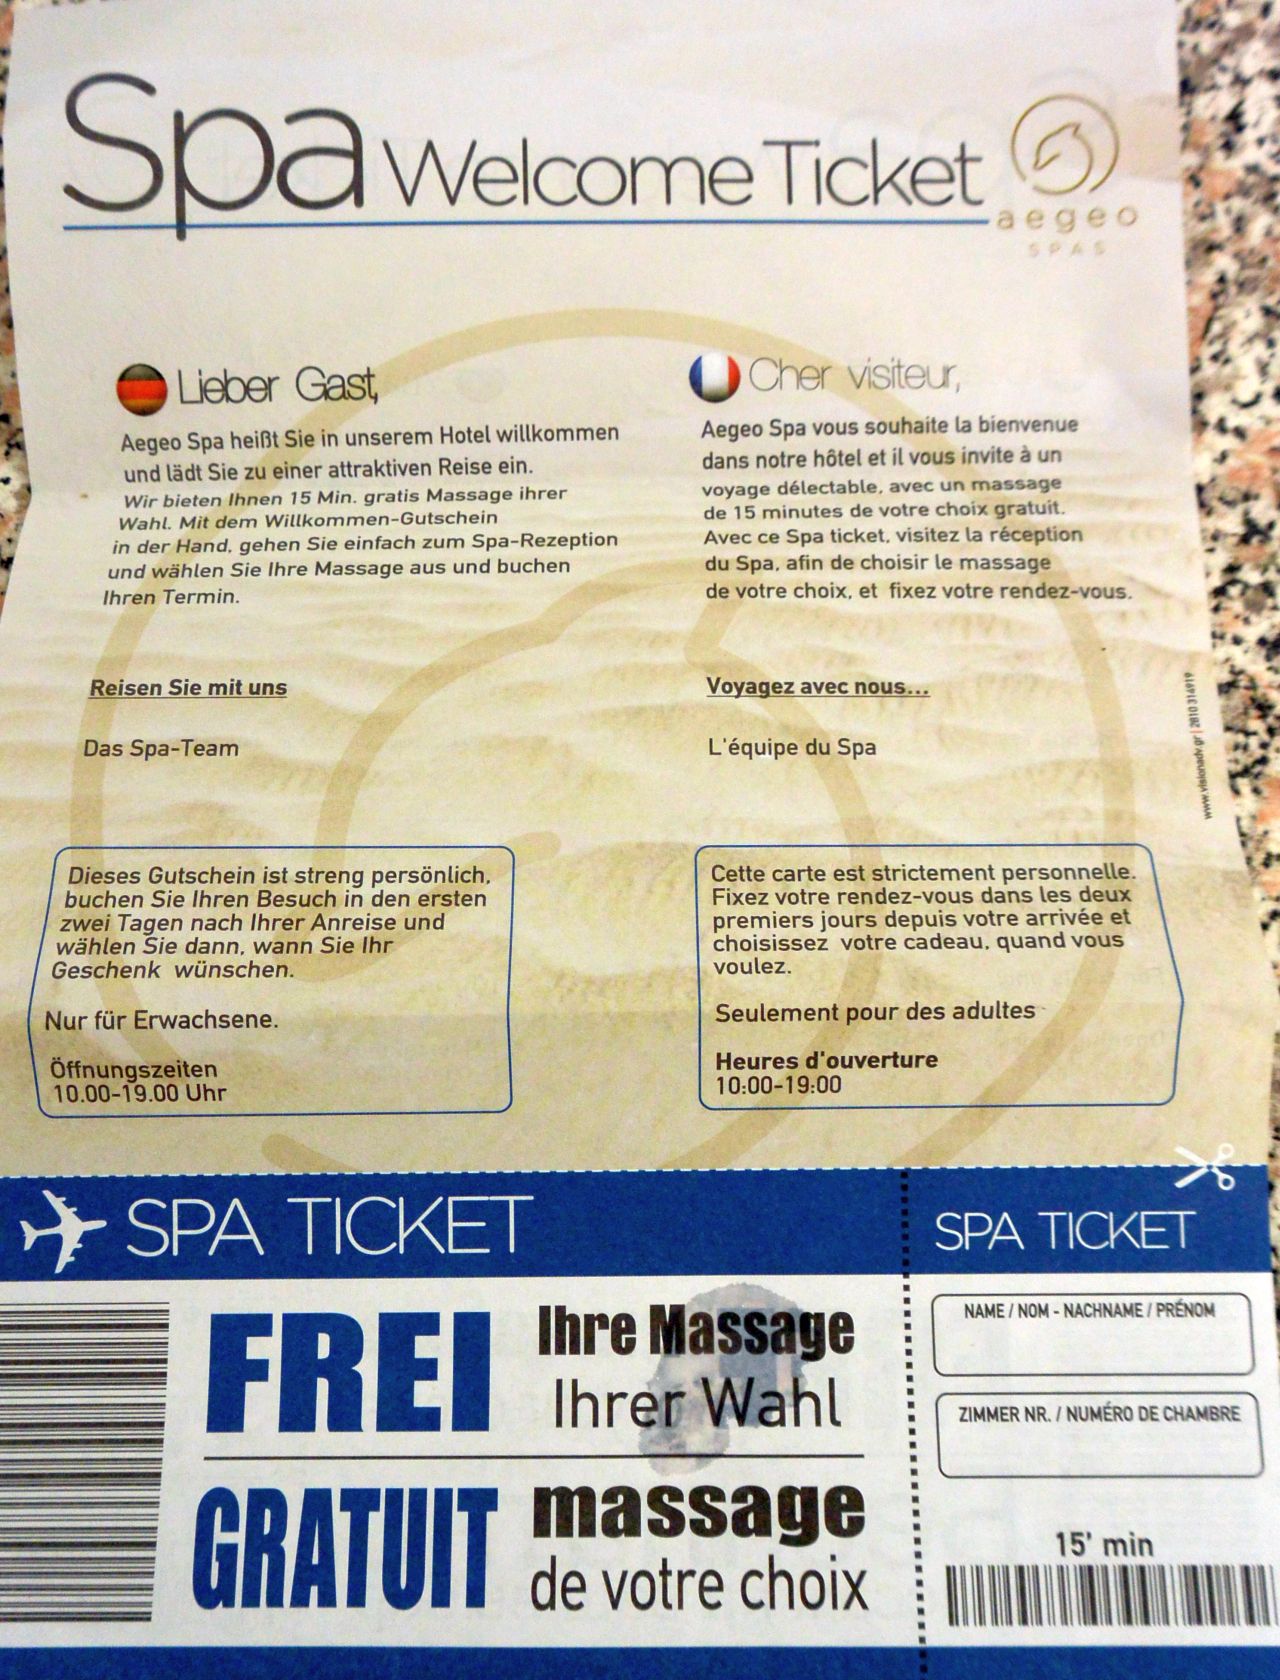 Spa Welcome Ticket
aegeo
SPAS
Lieber Gast,
Aegeo Spa heißt Sie in unserem Hotel willkommen
und lädt Sie zu einer attraktiven Reise ein.
Wir bieten Ihnen 15 Min. gratis Massage ihrer
Wahl. Mit dem Willkommen-Gutschein
in der Hand, gehen Sie einfach zum Spa-Rezeption
und wählen Sie Ihre Massage aus und buchen
Ihren Termin.
Reisen Sie mit uns
Das Spa-Team
Dieses Gutschein ist streng persönlich,
buchen Sie Ihren Besuch in den ersten
zwei Tagen nach Ihrer Anreise und
wählen Sie dann, wann Sie Ihr
Geschenk wünschen.
Nur für Erwachsene.
Öffnungszeiten
10.00-19.00 Uhr
Cher visiteur,
Aegeo Spa vous souhaite la bienvenue
dans notre hôtel et il vous invite à un
voyage délectable, avec un massage
de 15 minutes de votre choix gratuit.
Avec ce Spa ticket, visitez la réception
du Spa, afin de choisir le massage
de votre choix, et fixez votre rendez-vous.
Voyagez avec nous...
L'équipe du Spa
Cette carte est strictement personnelle.
Fixez votre rendez-vous dans les deux
premiers jours depuis votre arrivée et
choisissez votre cadeau, quand vous
voulez.
Seulement pour des adultes
Heures d'ouverture
10:00-19:00
www.visionadv.gr | 2810 314919
SPA TICKET
FREI
Ihre Massage
Ihrer Wahl
GRATUIT
massage
de votre choix
SPA TICKET
NAME / NOM - NACHNAME / PRÉNOM
ZIMMER NR. / NUMÉRO DE CHAMBRE
15' min